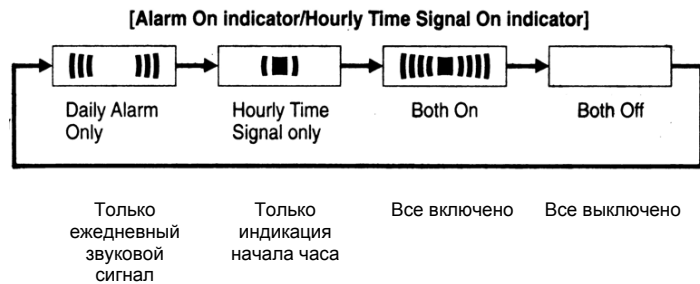 [Alarm On indicator/Hourly Time Signal On indicator]
Daily Alarm
Only
Hourly Time
Signal only
Both On
Both Off
Только
ежедневный
звуковой
сигнал
Только
индикация
начала часа
Все включено
Все выключено